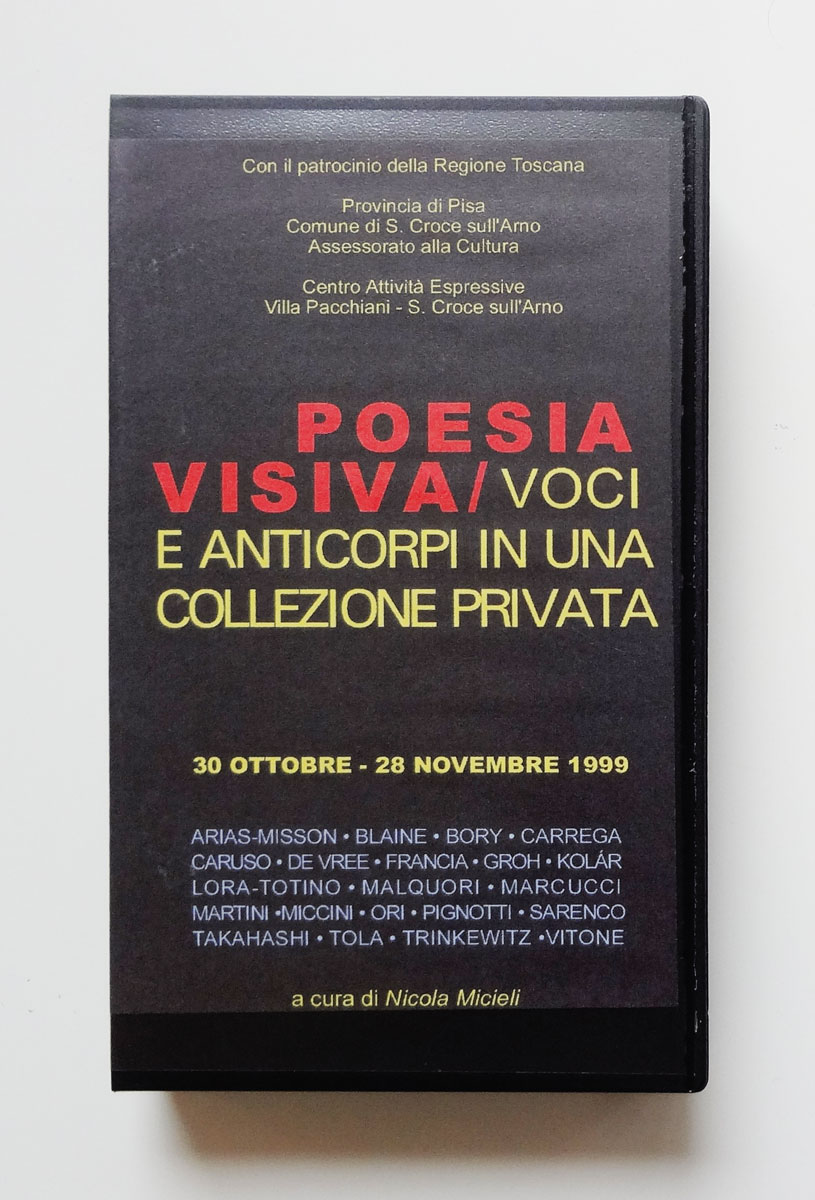 Con il patrocinio della Regione Toscana
Provincia di Pisa
Comune di S. Croce sull'Arno
Assessorato alla Cultura
Centro Attività Espressive
Villa Pacchiani - S. Croce sull'Arno
POESIA
VISIVA/ VOCI
E ANTICORPI IN UNA
COLLEZIONE PRIVATA
30 OTTOBRE - 28 NOVEMBRE 1999
ARIAS-MISSON • BLAINE • BORY • CARREGA
CARUSO • DE VREE • FRANCIA • GROH • KOLÁR
LORA-TOTINO • MALQUORI • MARCUCCI
MARTINI •MICCINI • ORI • PIGNOTTI • SARENCO
TAKAHASHI • TOLA • TRINKEWITZ •VITONE
a cura di Nicola Micieli